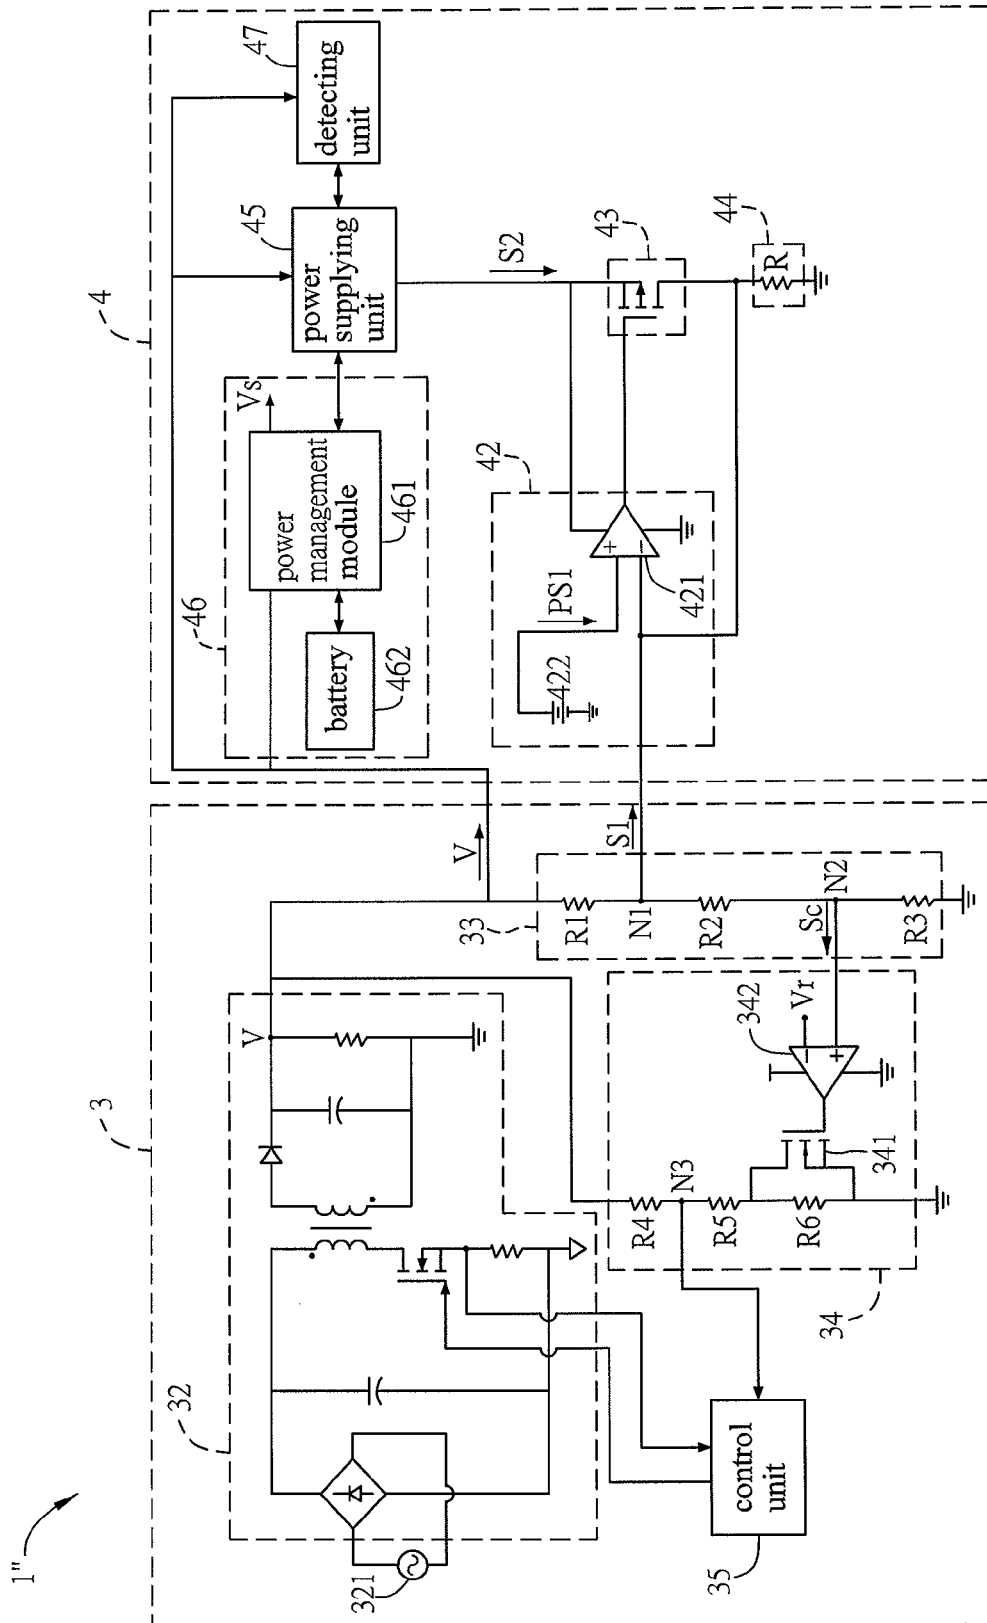 1"
3
32
321
V
V
33
R1
N1
S1
R2
N2
Sc
R3
34
342
Vr
−
+
341
R4
N3
R5
R6
control
unit
35
4
46
battery
462
power
management
module
461
Vs
power
supplying
unit
45
detecting
unit
47
42
422
PS1
+
−
421
S2
43
44
R